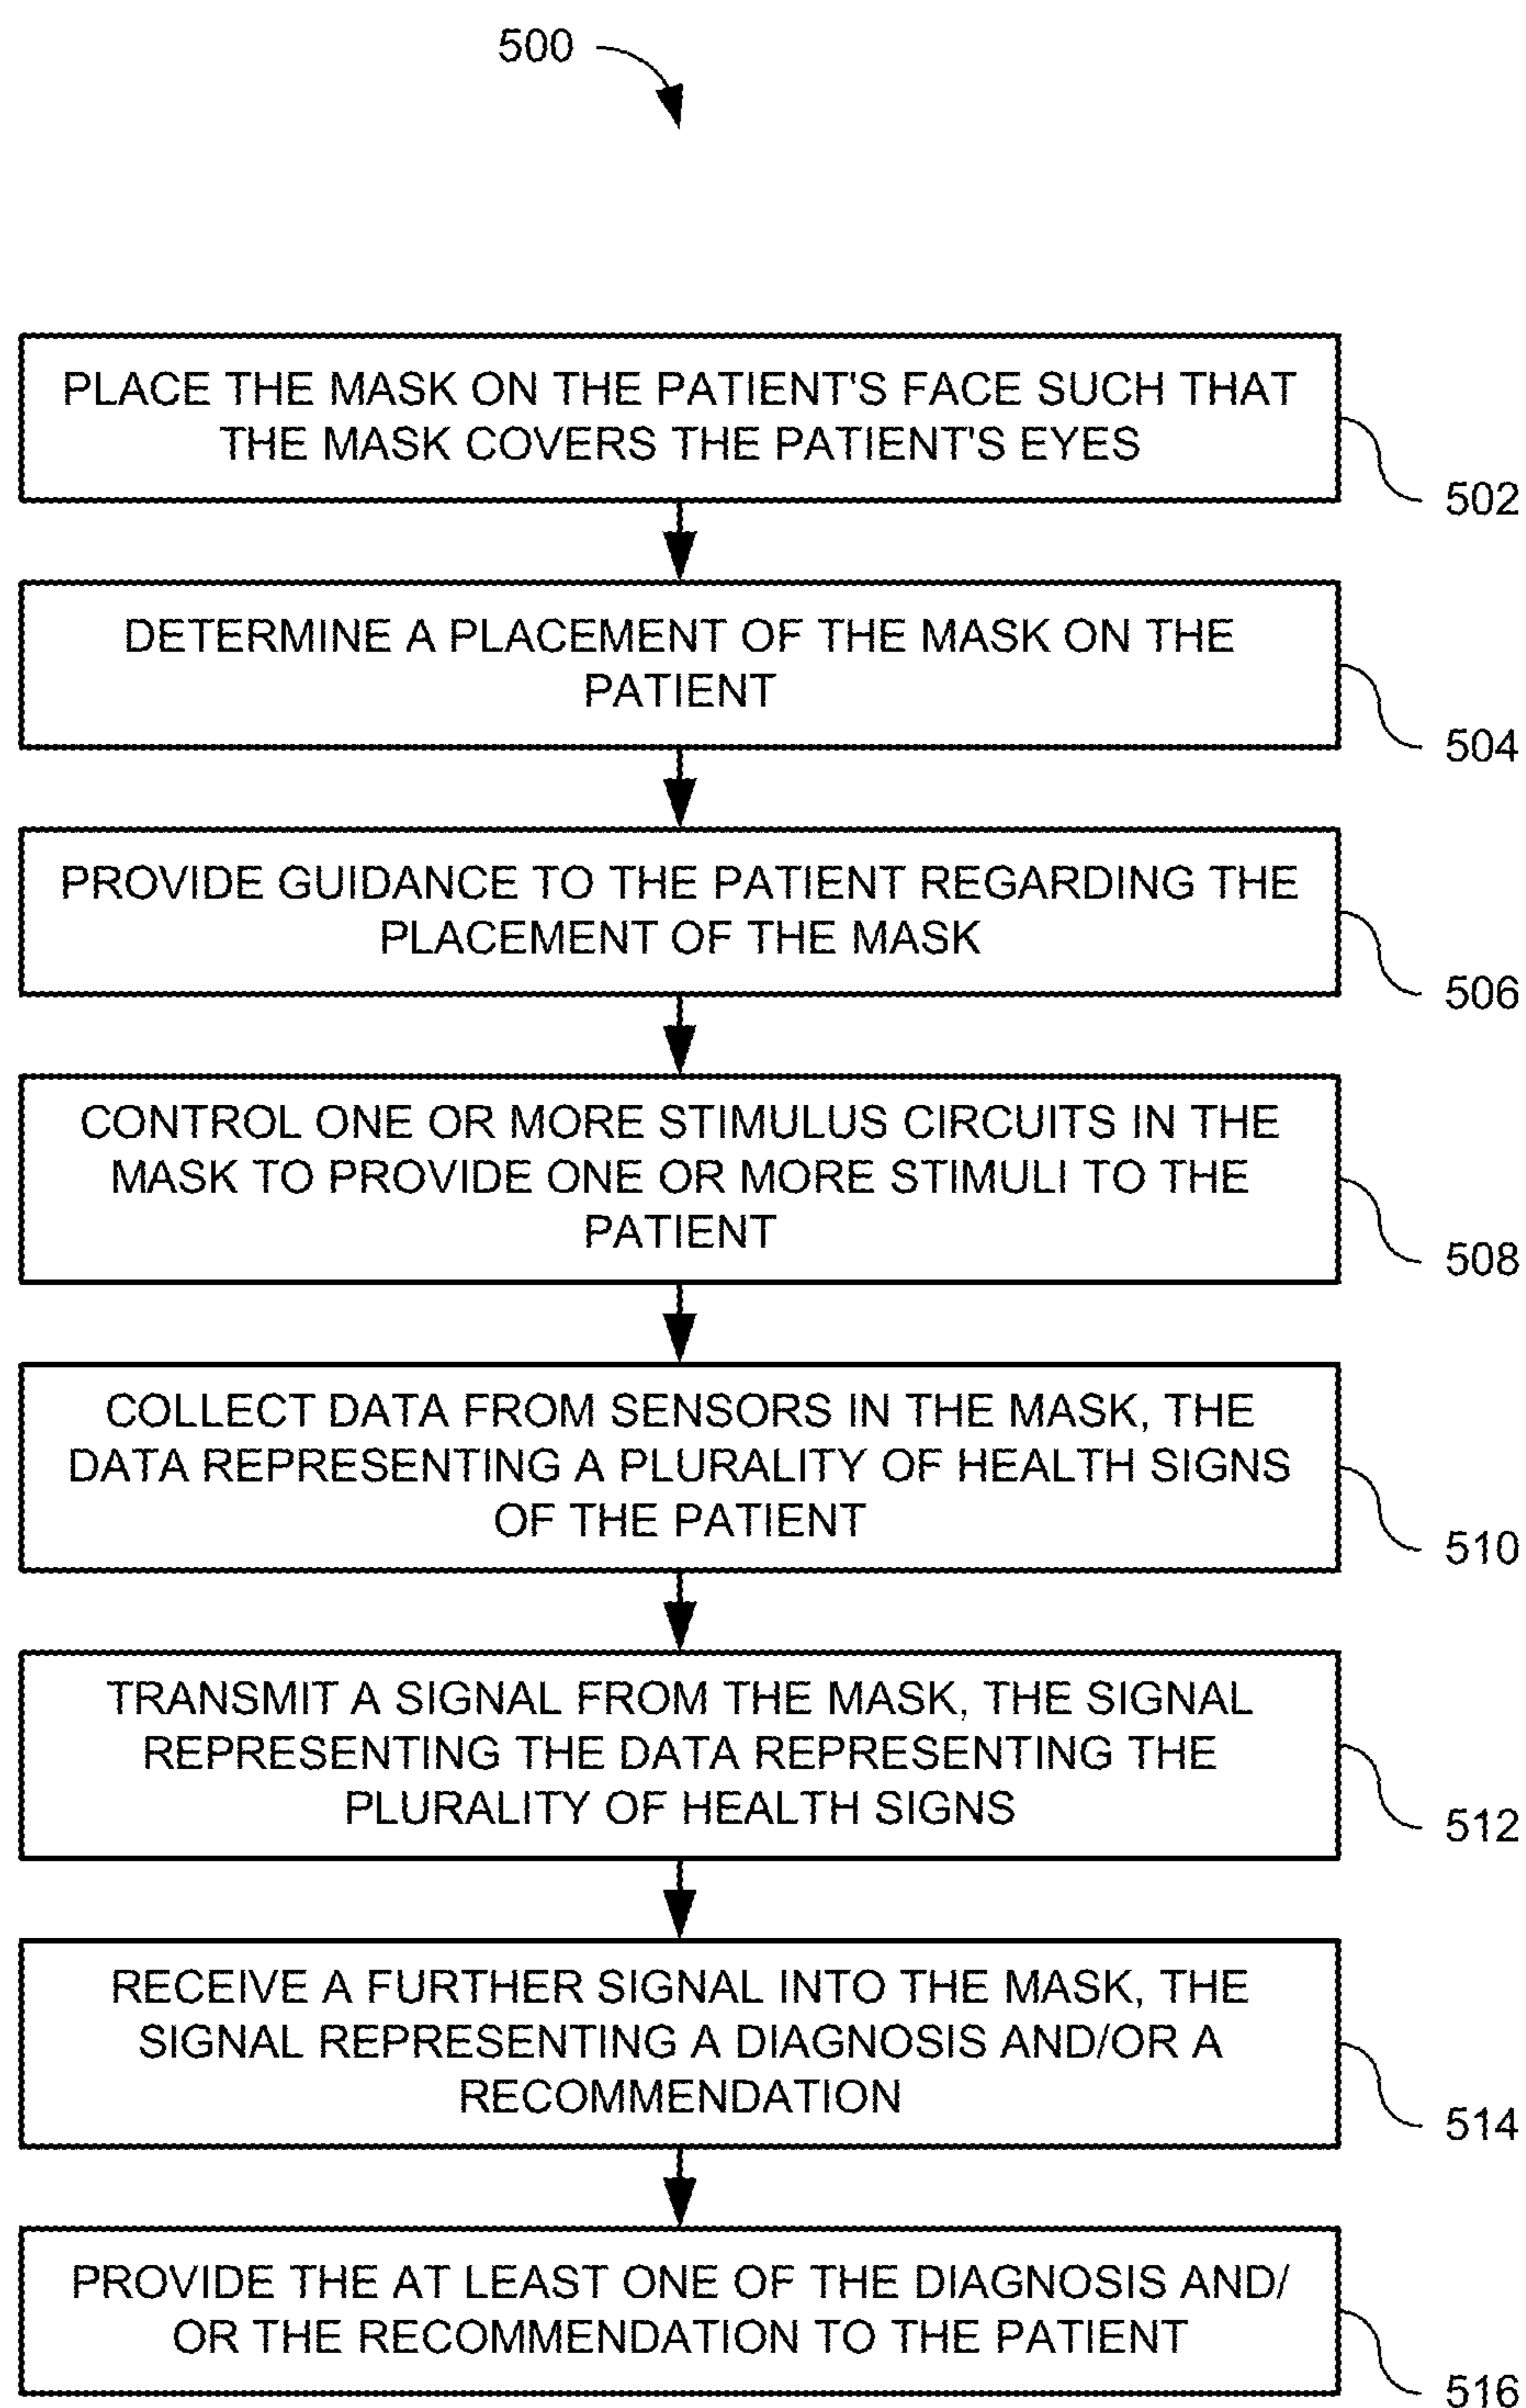 500
PLACE THE MASK ON THE PATIENT'S FACE SUCH THAT
THE MASK COVERS THE PATIENT'S EYES
502
DETERMINE A PLACEMENT OF THE MASK ON THE
PATIENT
504
PROVIDE GUIDANCE TO THE PATIENT REGARDING THE
PLACEMENT OF THE MASK
506
CONTROL ONE OR MORE STIMULUS CIRCUITS IN THE
MASK TO PROVIDE ONE OR MORE STIMULI TO THE
PATIENT
508
COLLECT DATA FROM SENSORS IN THE MASK, THE
DATA REPRESENTING A PLURALITY OF HEALTH SIGNS
OF THE PATIENT
510
TRANSMIT A SIGNAL FROM THE MASK, THE SIGNAL
REPRESENTING THE DATA REPRESENTING THE
PLURALITY OF HEALTH SIGNS
512
RECEIVE A FURTHER SIGNAL INTO THE MASK, THE
SIGNAL REPRESENTING A DIAGNOSIS AND/OR A
RECOMMENDATION
514
PROVIDE THE AT LEAST ONE OF THE DIAGNOSIS AND/
OR THE RECOMMENDATION TO THE PATIENT
516